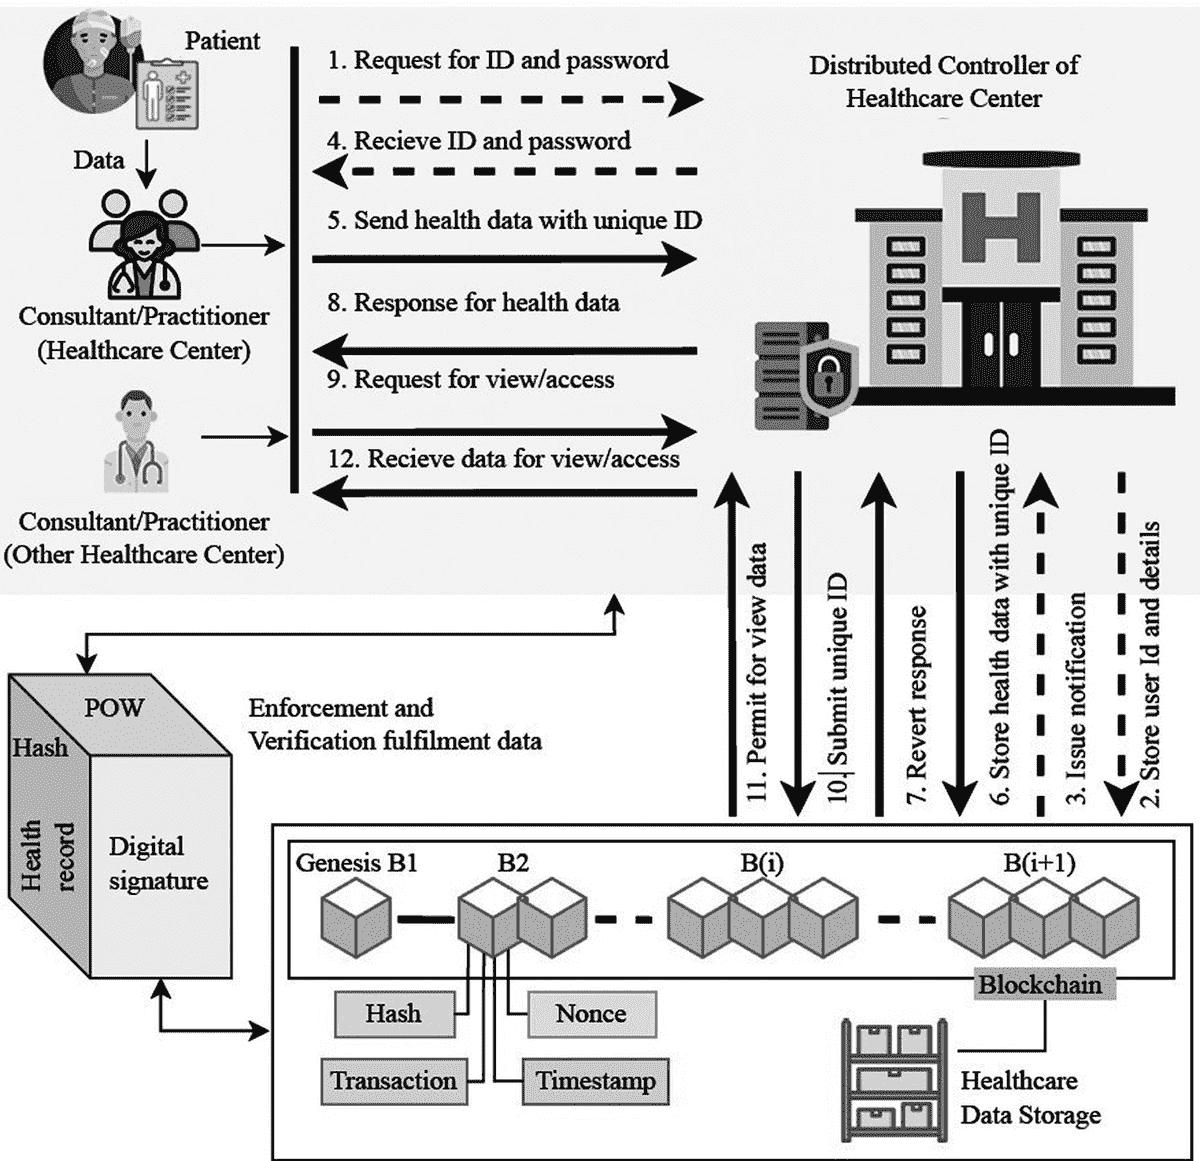 Patient
Data
Consultant/Practitioner
(Healthcare Center)
Consultant/Practitioner
(Other Healthcare Center)
1. Request for ID and password
4. Recieve ID and password
5. Send health data with unique ID
8. Response for health data
9. Request for view/access
12. Recieve data for view/access
Distributed Controller of
Healthcare Center
H
11. Permit for view data
10. Submit unique ID
7. Revert response
6. Store health data with unique ID
3. Issue notification
2. Store user Id and details
POW
Hash
Health
record
Digital
signature
Enforcement and
Verification fulfilment data
Genesis B1
B2
B(i)
B(i+1)
Blockchain
Hash
Nonce
Transaction
Timestamp
Healthcare
Data Storage